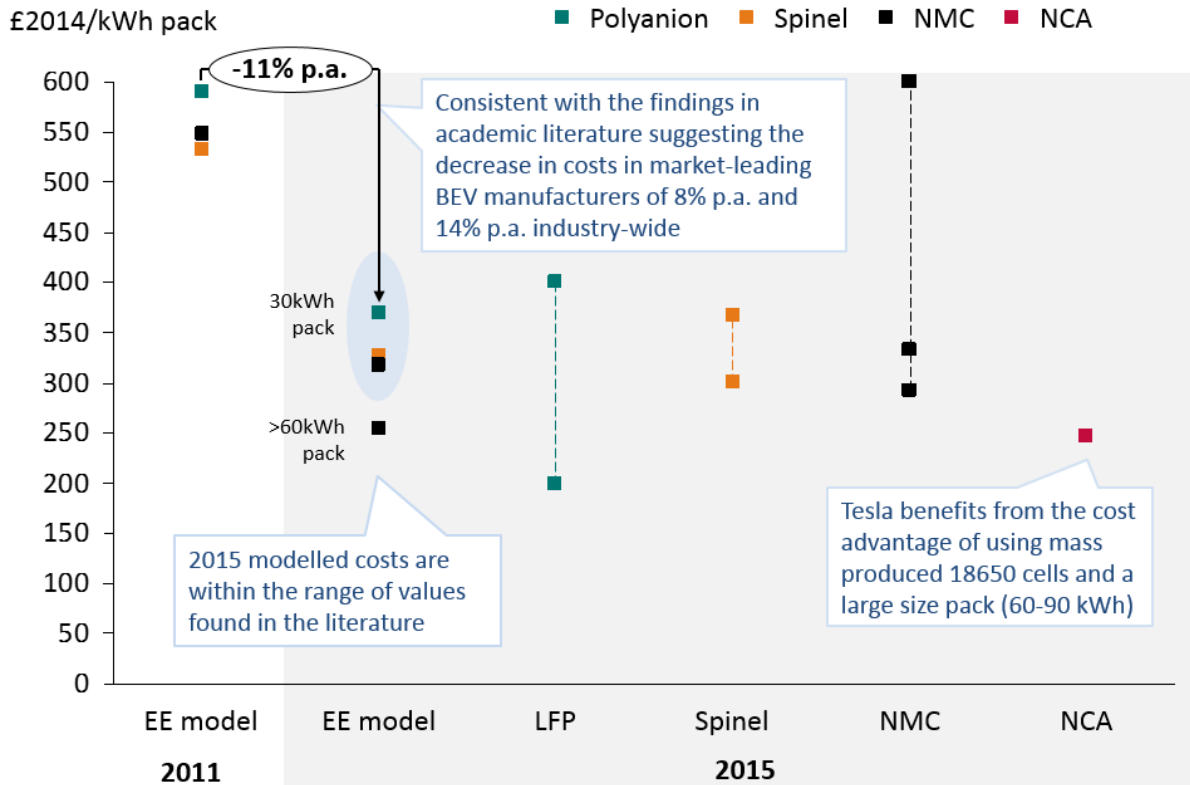 £2014/kWh pack
Polyanion
Spinel
NMC
NCA
-11% p.a.
600
550
500
450
400
350
300
250
200
150
100
50
0
Consistent with the findings in
academic literature suggesting the
decrease in costs in market-leading
BEV manufacturers of 8% p.a. and
14% p.a. industry-wide
30kWh
pack
>60kWh
pack
2015 modelled costs are
within the range of values
found in the literature
Tesla benefits from the cost
advantage of using mass
produced 18650 cells and a
large size pack (60-90 kWh)
EE model
EE model
LFP
Spinel
NMC
NCA
2011
2015